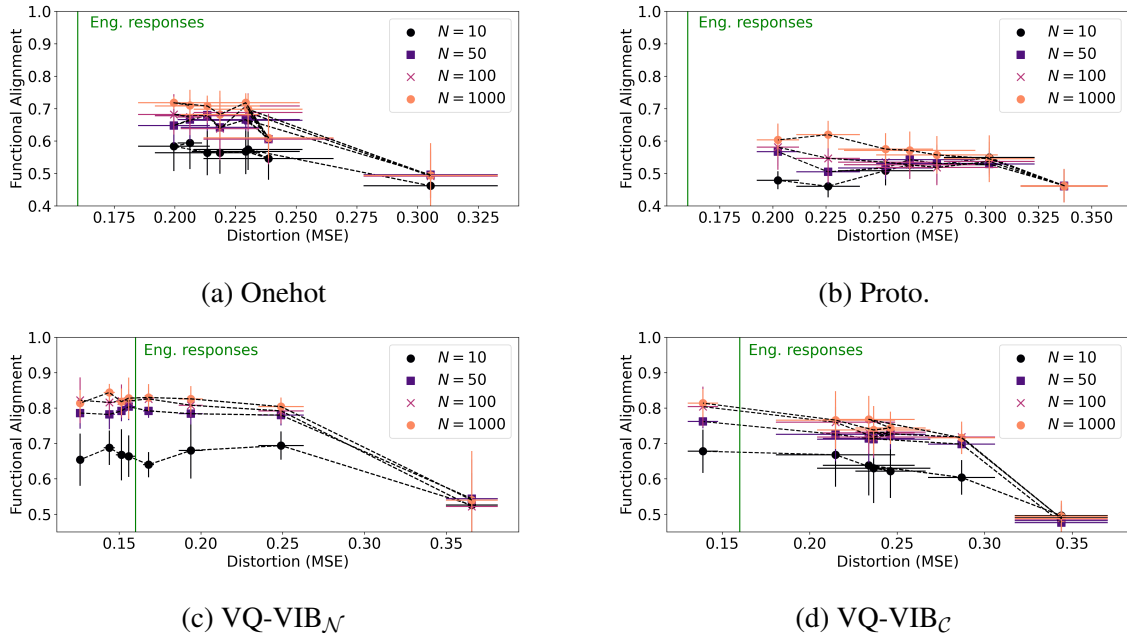 1.0
0.9
0.8
0.7
0.6
0.5
0.4
Functional Alignment
Eng. responses
N = 10
N = 50
N = 100
N = 1000
0.175 0.200 0.225 0.250 0.275 0.300 0.325
Distortion (MSE)
(a) Onehot
1.0
0.9
0.8
0.7
0.6
0.5
0.4
Functional Alignment
Eng. responses
N = 10
N = 50
N = 100
N = 1000
0.175 0.200 0.225 0.250 0.275 0.300 0.325 0.350
Distortion (MSE)
(b) Proto.
1.0
0.9
0.8
0.7
0.6
0.5
Functional Alignment
Eng. responses
N = 10
N = 50
N = 100
N = 1000
0.15 0.20 0.25 0.30 0.35
Distortion (MSE)
(c) VQ-VIB𝒩
1.0
0.9
0.8
0.7
0.6
0.5
Functional Alignment
Eng. responses
N = 10
N = 50
N = 100
N = 1000
0.15 0.20 0.25 0.30 0.35
Distortion (MSE)
(d) VQ-VIB𝒞